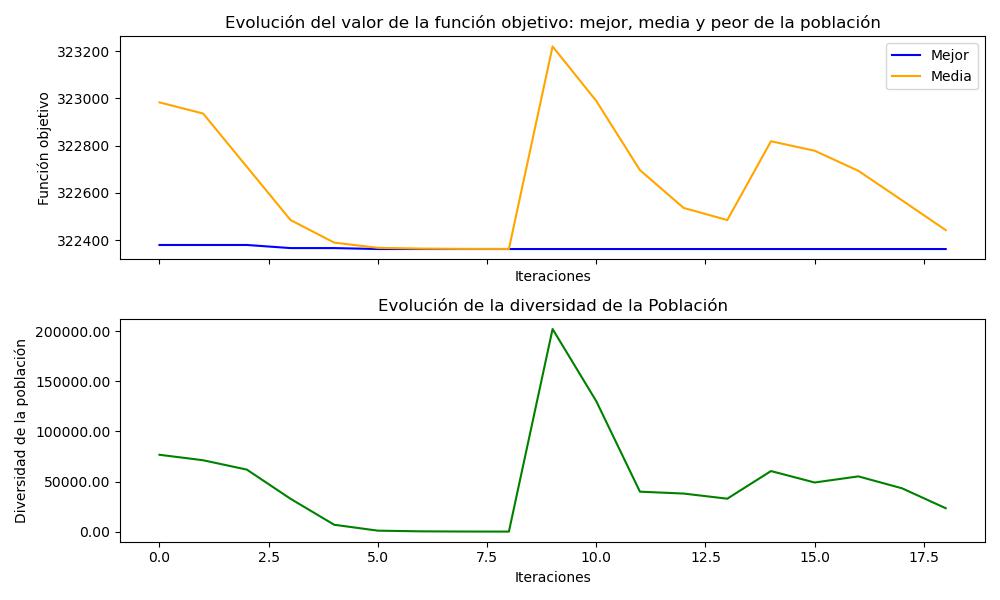 Evolución del valor de la función objetivo: mejor, media y peor de la población
323200
323000
322800
322600
322400
Función objetivo
Mejor
Media
Iteraciones
Evolución de la diversidad de la Población
200000.00
150000.00
100000.00
50000.00
0.00
Diversidad de la población
0.0 2.5 5.0 7.5 10.0 12.5 15.0 17.5
Iteraciones